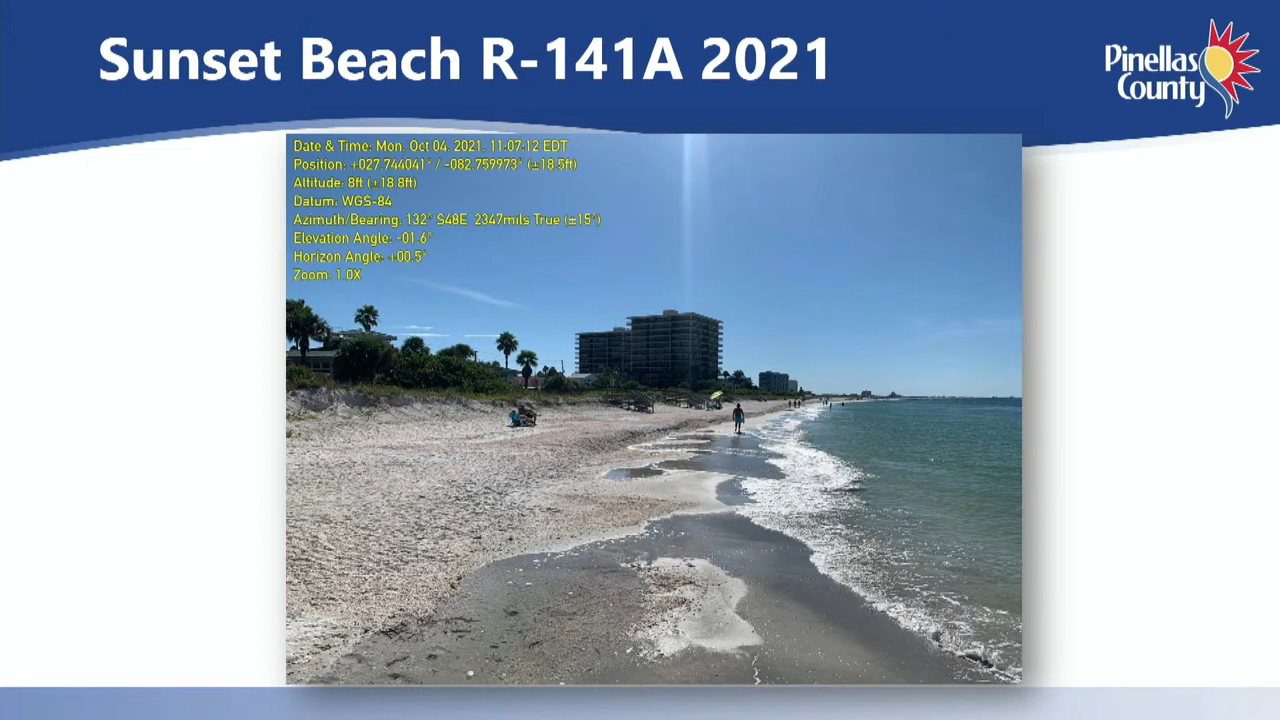 Sunset Beach R-141A 2021
Pinellas
County
Date & Time: Mon. Oct 04. 2021. 11:07:12 EDT
Position: +027.744041° / -082.759973° (±18.5ft)
Altitude: 8ft (±18.8ft)
Datum: WGS-84
Azimuth/Bearing: 132° S48E 2347mils True (±15°)
Elevation Angle: -01.6°
Horizon Angle: +00.5°
Zoom: 1.0X